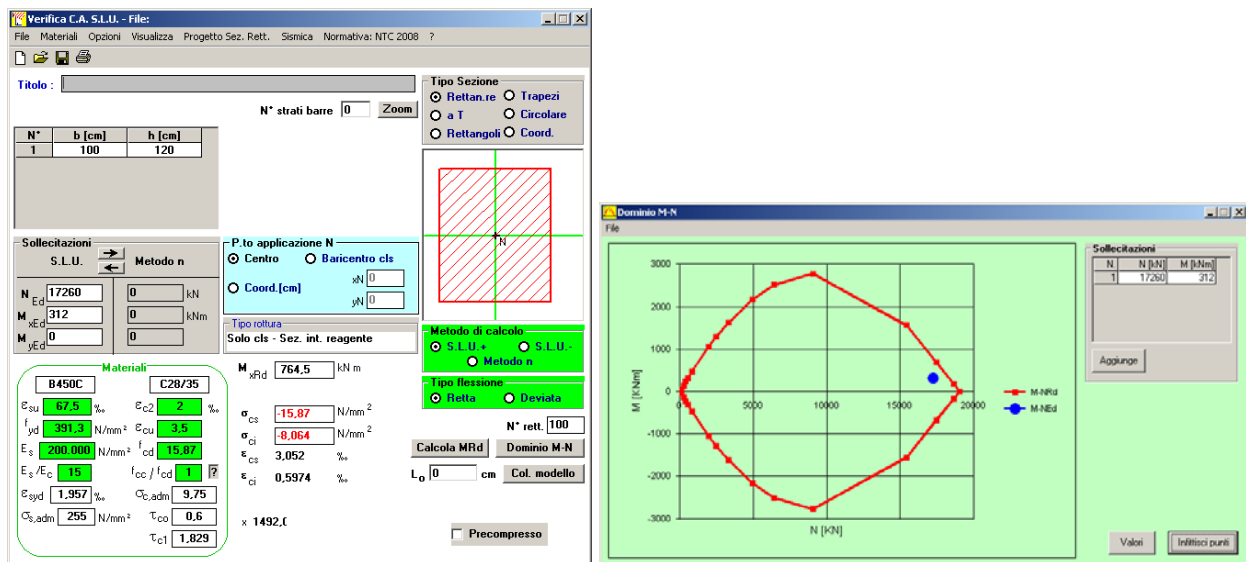 Verifica C.A. S.L.U. - File:
File Materiali Opzioni Visualizza Progetto Sez. Rett. Sismica Normativa: NTC 2008 ?
Titolo :
N° strati barre 0 Zoom
Tipo Sezione
Rettan.re Trapezi
a T Circolare
Rettangoli Coord.
N° b [cm] h [cm]
1 100 120
N
Sollecitazioni
S.L.U. Metodo n
N Ed 17260 0 kN
M xEd 312 0 kNm
M yEd 0 0
P.to applicazione N
Centro Baricentro cls
Coord.[cm] xN 0
yN 0
Tipo rottura
Solo cls - Sez. int. reagente
Metodo di calcolo
S.L.U.+ S.L.U.-
Metodo n
Tipo flessione
Retta Deviata
Materiali
B450C C28/35
εsu 67,5 ‰ εc2 2 ‰
fyd 391,3 N/mm² εcu 3,5
Es 200.000 N/mm² fcd 15,87
Es/Ec 15 fcc / fcd 1 ?
εsyd 1,957 ‰ σc,adm 9,75
σs,adm 255 N/mm² τco 0,6
τc1 1,829
M xRd 764,5 kN m
σcs -15,87 N/mm²
σci -8,064 N/mm²
εcs 3,052 ‰
εci 0,5974 ‰
x 1492,(
N° rett. 100
Calcola MRd Dominio M-N
Lo 0 cm Col. modello
Precompresso
Dominio M-N
File
3000
2000
1000
0
-1000
-2000
-3000
M [KNm]
0 5000 10000 15000 20000
N [KN]
M-NRd
M-NEd
Sollecitazioni
N. N [kN] M [kNm]
1 17260 312
Aggiunge
Valori Infittisci punti